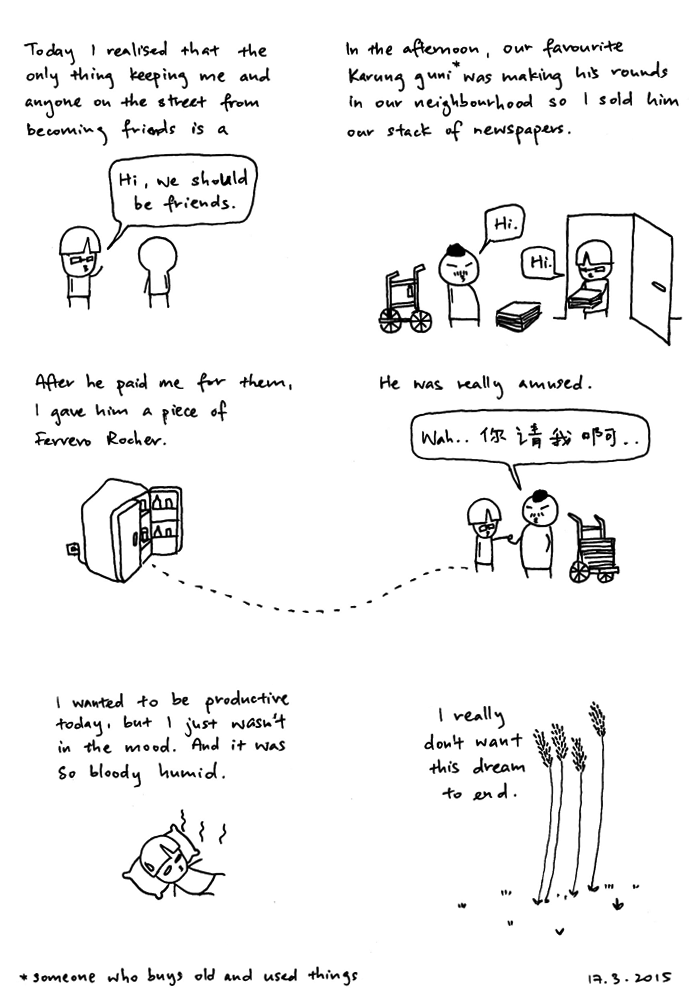 Today I realised that the
only thing keeping me and
anyone on the street from
becoming friends is a
Hi, we should
be friends.
In the afternoon, our favourite
Karung guni* was making his rounds
in our neighbourhood so I sold him
our stack of newspapers.
Hi.
Hi.
After he paid me for them,
I gave him a piece of
Ferrero Rocher.
He was really amused.
Wah.. 你 请 我 啊..
I wanted to be productive
today, but I just wasn't
in the mood. And it was
so bloody humid.
I really
don't want
this dream
to end.
*someone who buys old and used things
17.3.2015